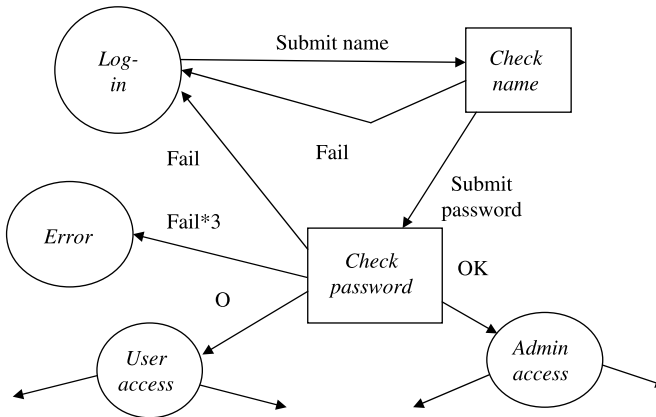 Log-
in
Submit name
Check
name
Fail
Fail
Submit
password
Fail*3
Error
Check
password
OK
O
User
access
Admin
access